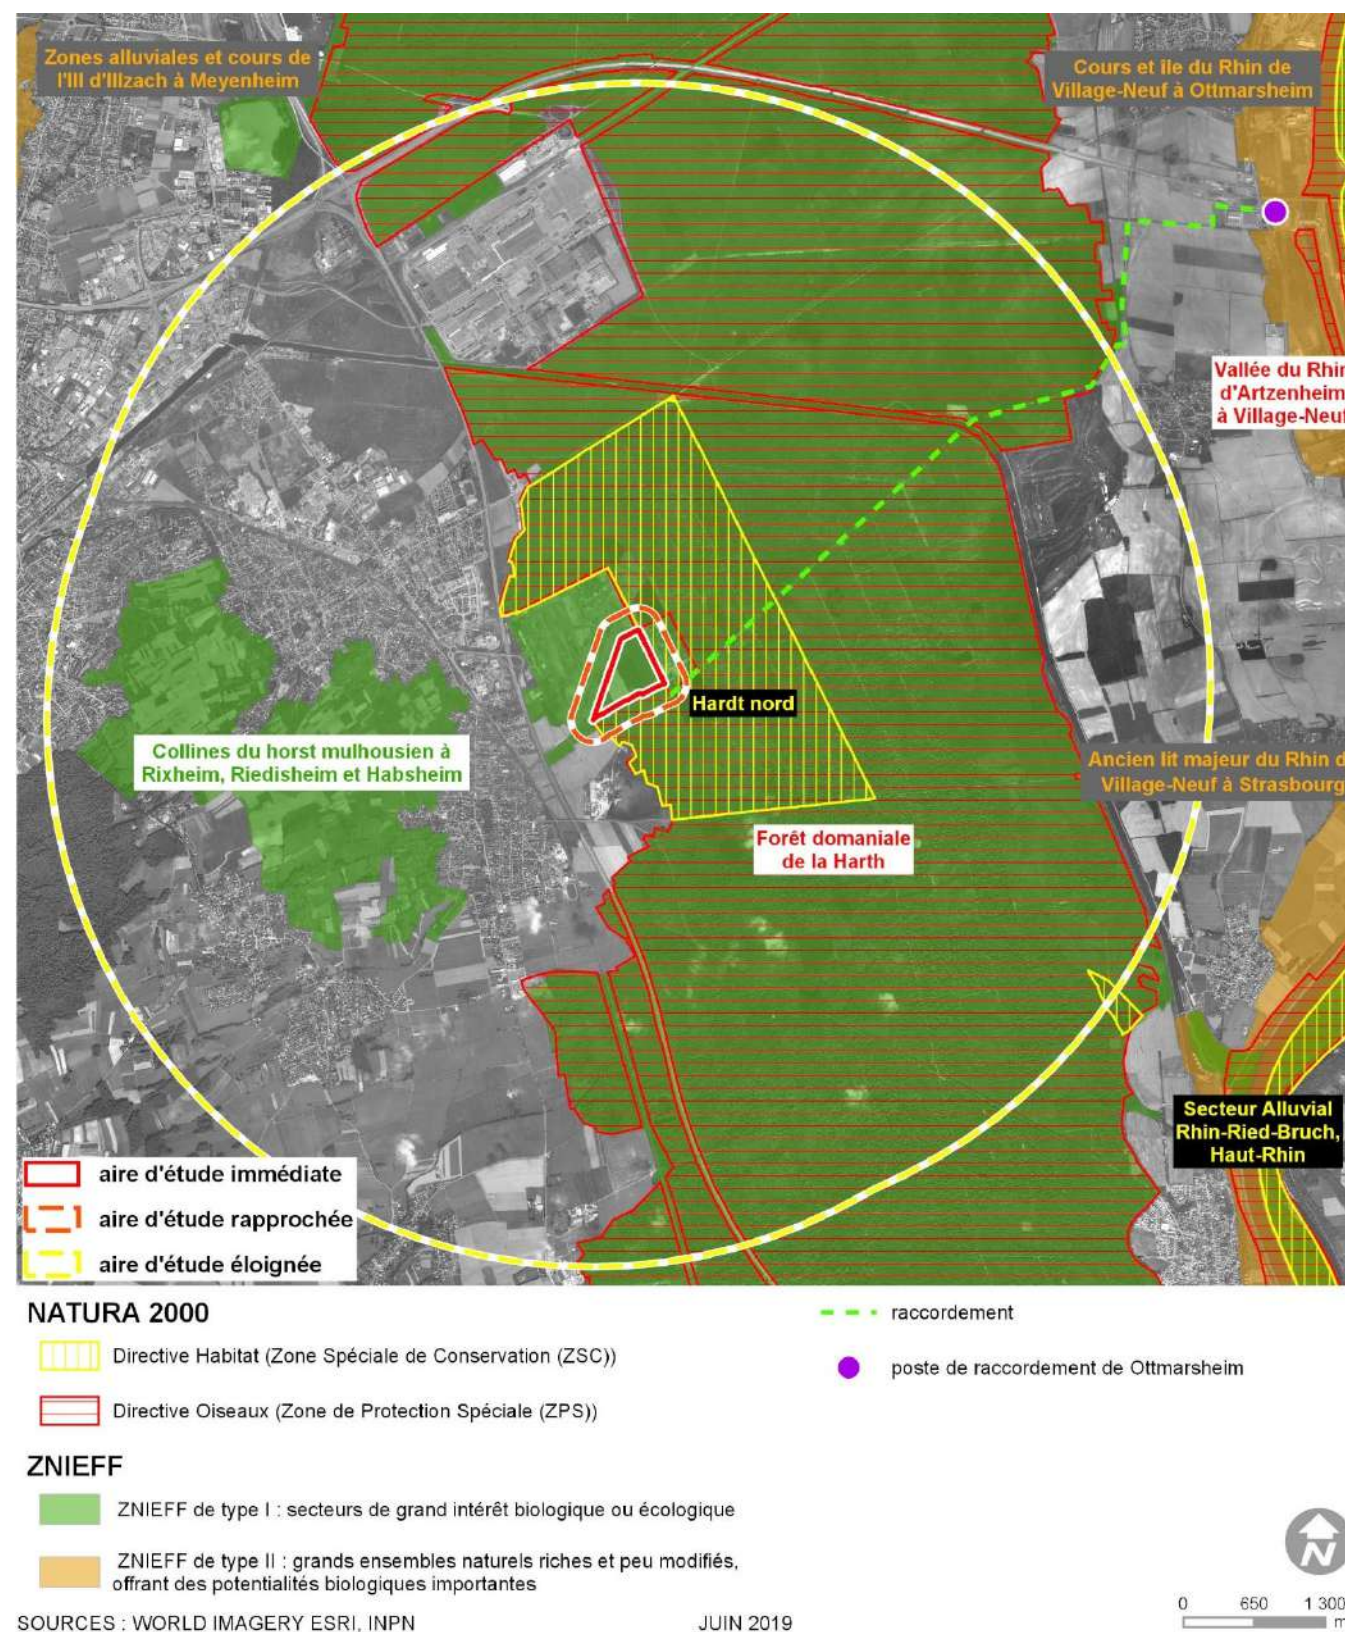 Zones alluviales et cours de
l'Ill d'Illzach à Meyenheim
Cours et île du Rhin de
Village-Neuf à Ottmarsheim
Vallée du Rhin
d'Artzenheim
à Village-Neuf
Hardt nord
Collines du horst mulhousien à
Rixheim, Riedisheim et Habsheim
Ancien lit majeur du Rhin d
Village-Neuf à Strasbourg
Forêt domaniale
de la Harth
Secteur Alluvial
Rhin-Ried-Bruch,
Haut-Rhin
aire d'étude immédiate
aire d'étude rapprochée
aire d'étude éloignée
NATURA 2000
Directive Habitat (Zone Spéciale de Conservation (ZSC))
Directive Oiseaux (Zone de Protection Spéciale (ZPS))
raccordement
poste de raccordement de Ottmarsheim
ZNIEFF
ZNIEFF de type I : secteurs de grand intérêt biologique ou écologique
ZNIEFF de type II : grands ensembles naturels riches et peu modifiés,
offrant des potentialités biologiques importantes
N
0 650 1 300
m
SOURCES : WORLD IMAGERY ESRI, INPN
JUIN 2019